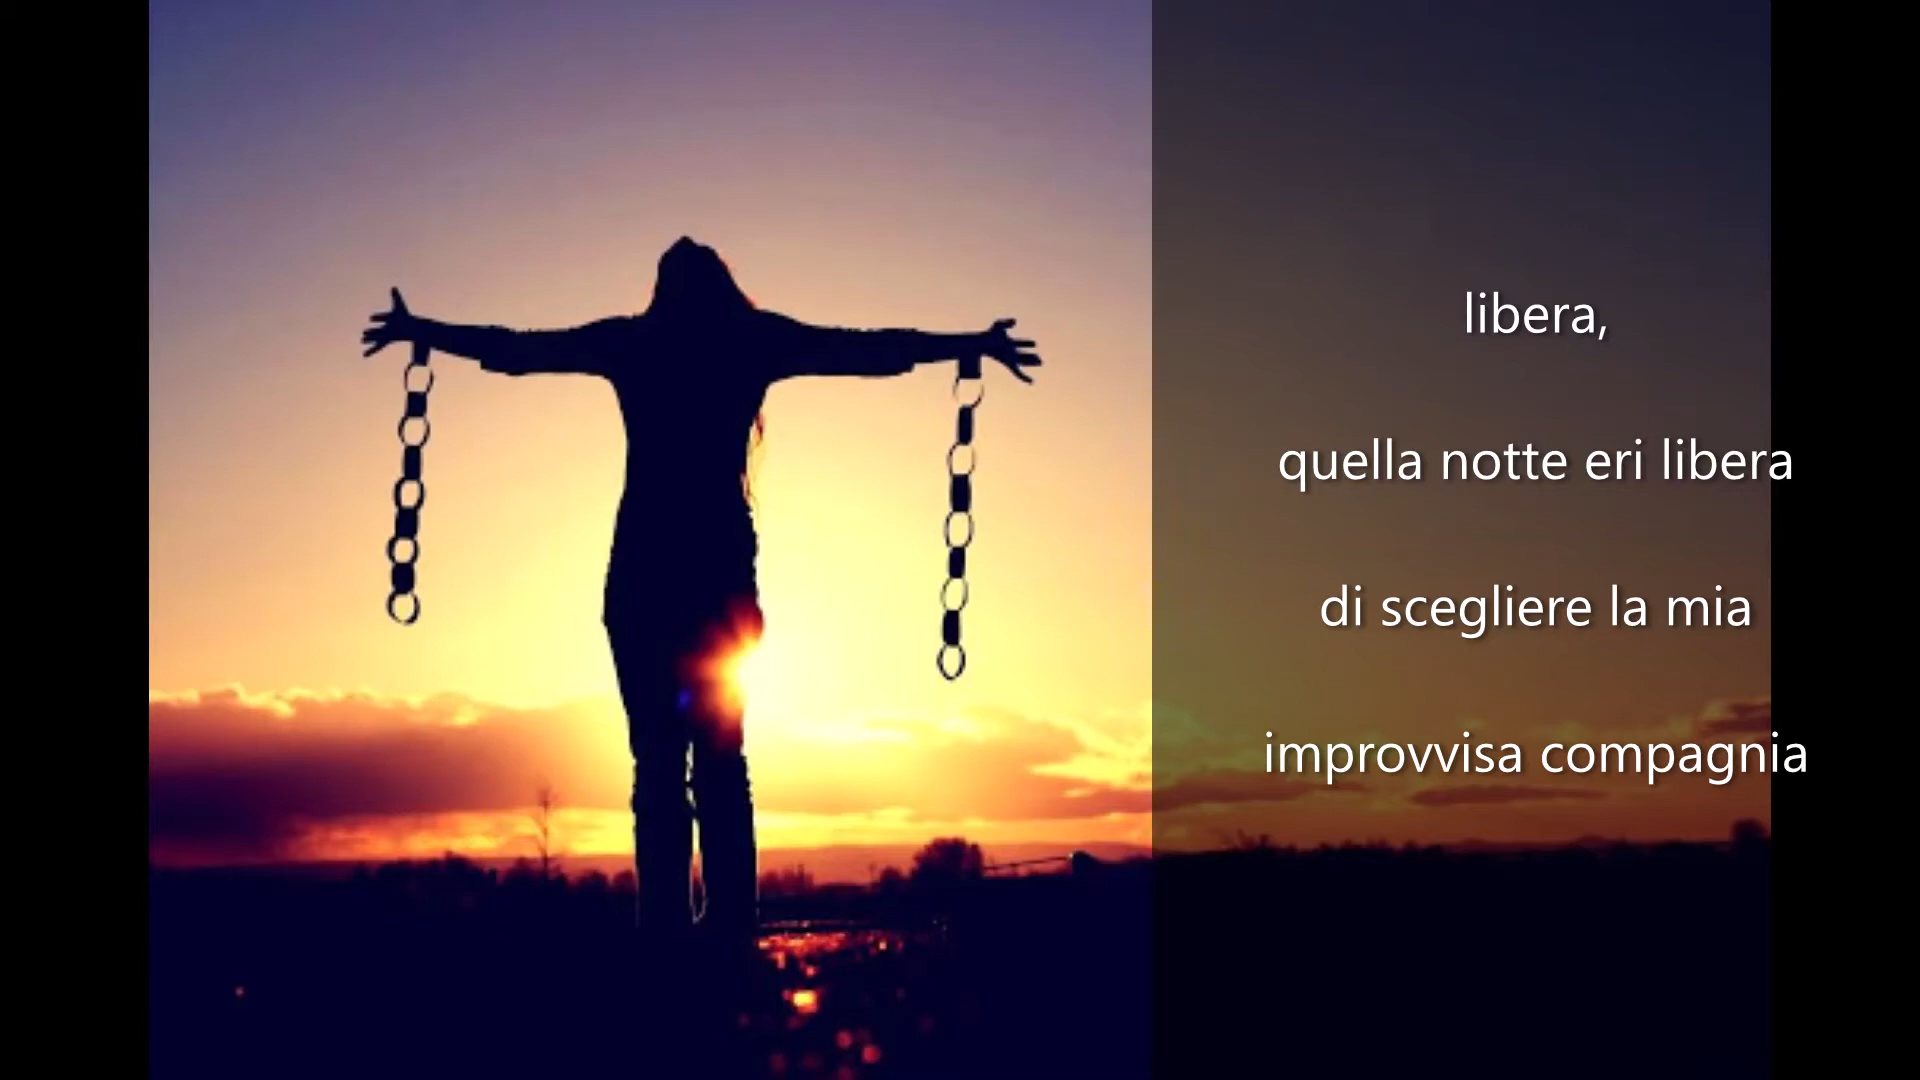 libera,
quella notte eri libera
di scegliere la mia
improvvisa compagnia